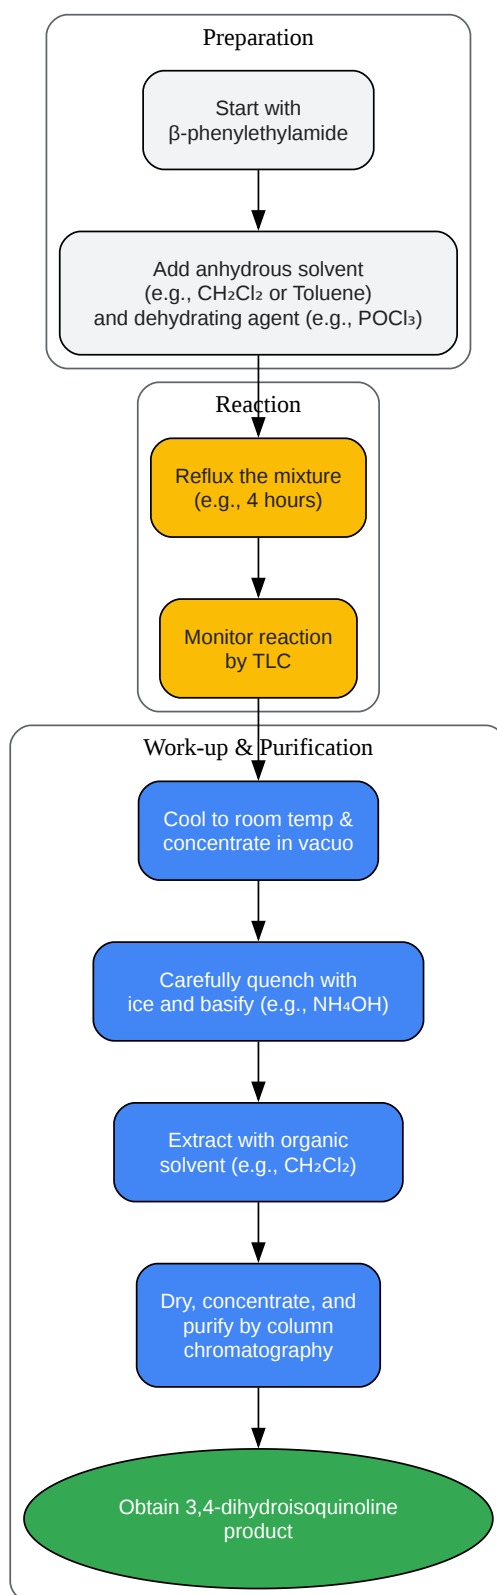 Preparation
Start with
β-phenylethylamide
Add anhydrous solvent
(e.g., CH₂Cl₂ or Toluene)
and dehydrating agent (e.g., POCl₃)
Reaction
Reflux the mixture
(e.g., 4 hours)
Monitor reaction
by TLC
Work-up & Purification
Cool to room temp &
concentrate in vacuo
Carefully quench with
ice and basify (e.g., NH₄OH)
Extract with organic
solvent (e.g., CH₂Cl₂)
Dry, concentrate, and
purify by column
chromatography
Obtain 3,4-dihydroisoquinoline
product